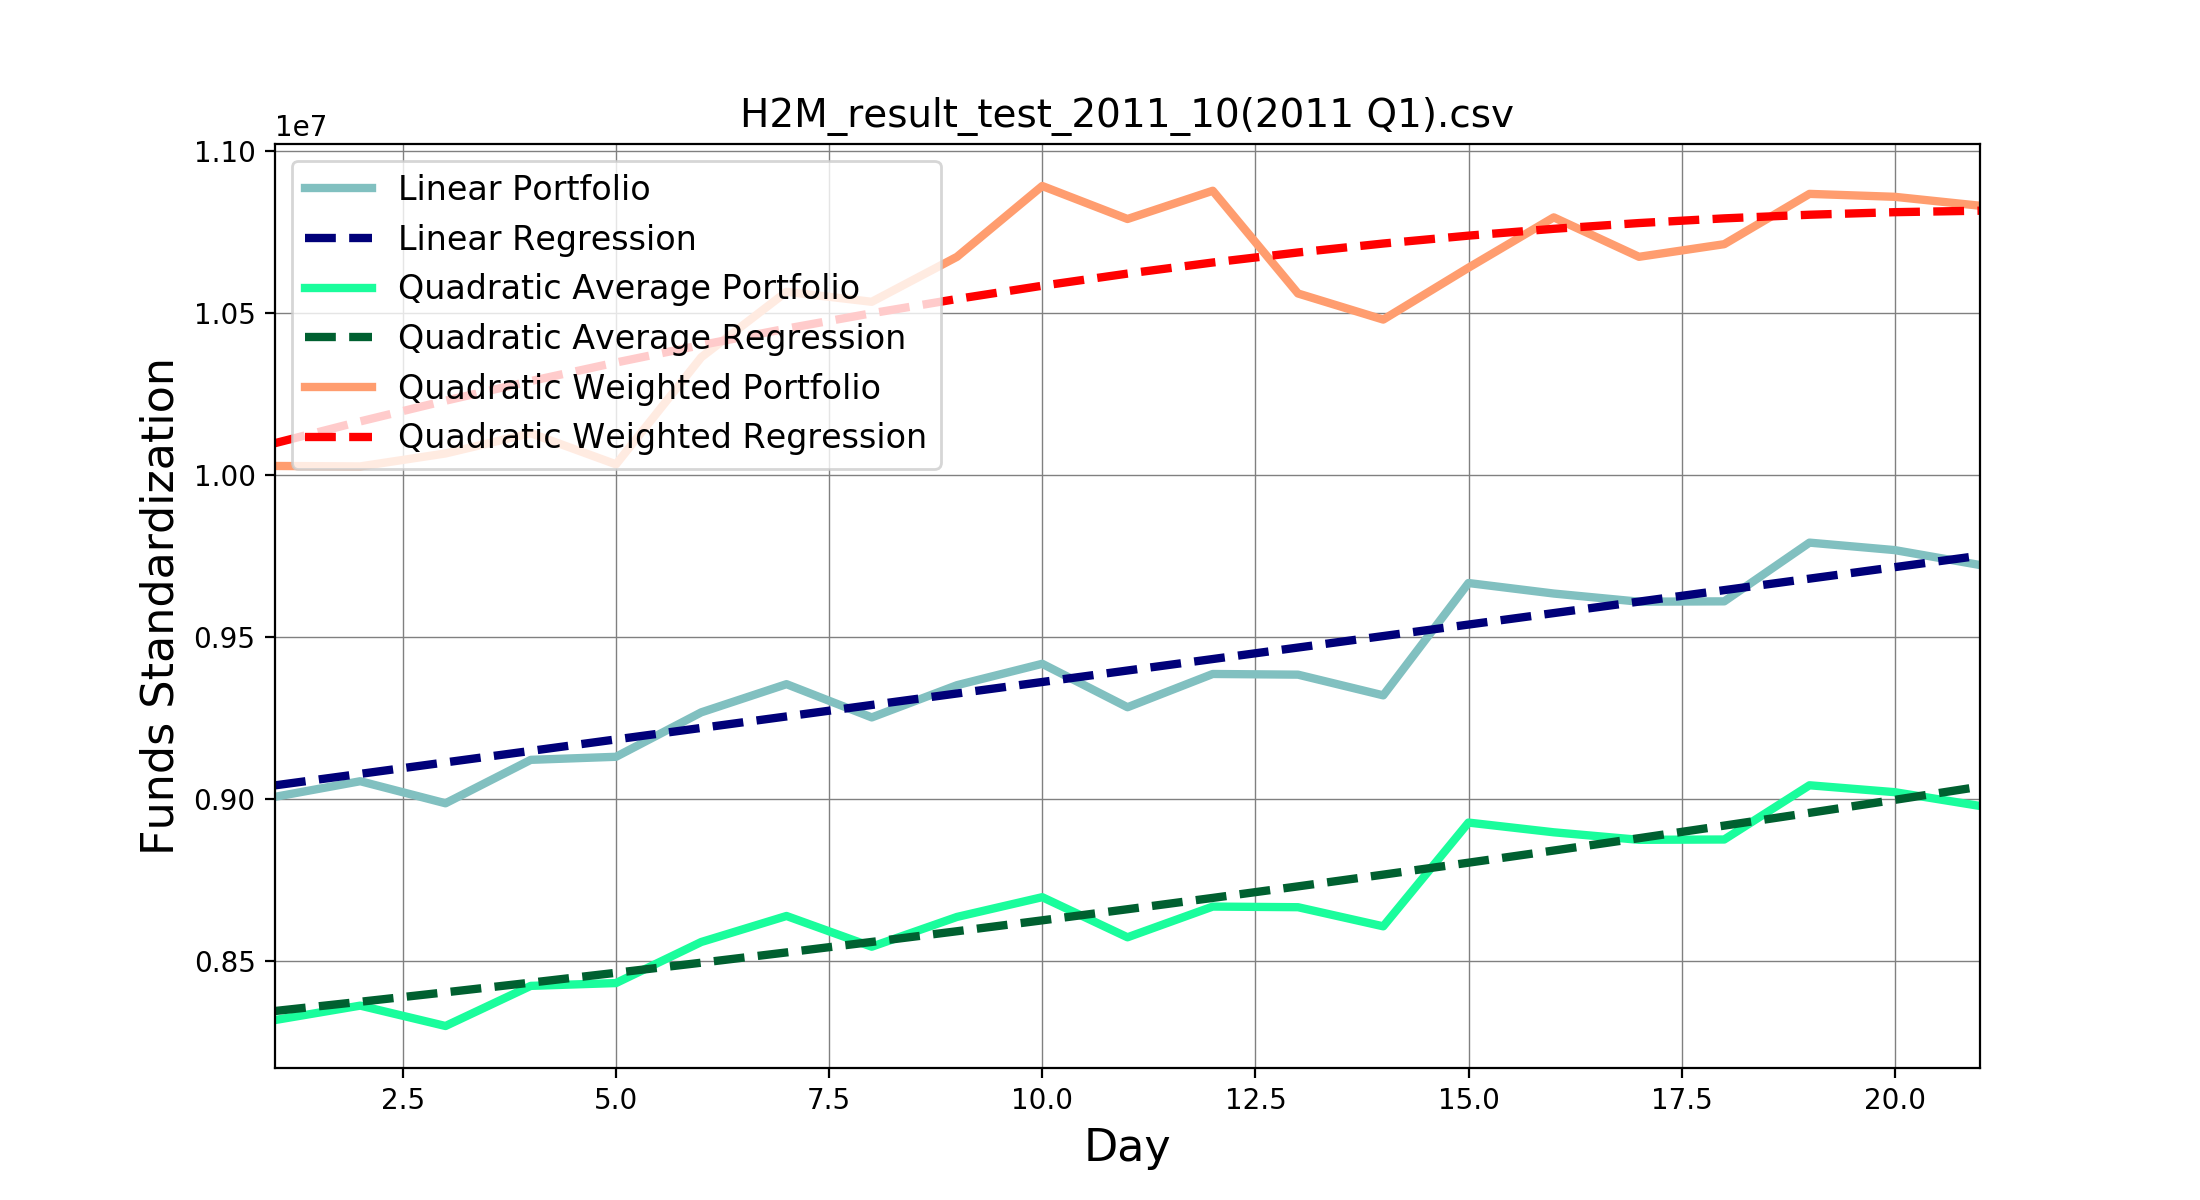 H2M_result_test_2011_10(2011 Q1).csv
1e7
1.10
1.05
1.00
0.95
0.90
0.85
Funds Standardization
Linear Portfolio
Linear Regression
Quadratic Average Portfolio
Quadratic Average Regression
Quadratic Weighted Portfolio
Quadratic Weighted Regression
2.5 5.0 7.5 10.0 12.5 15.0 17.5 20.0
Day